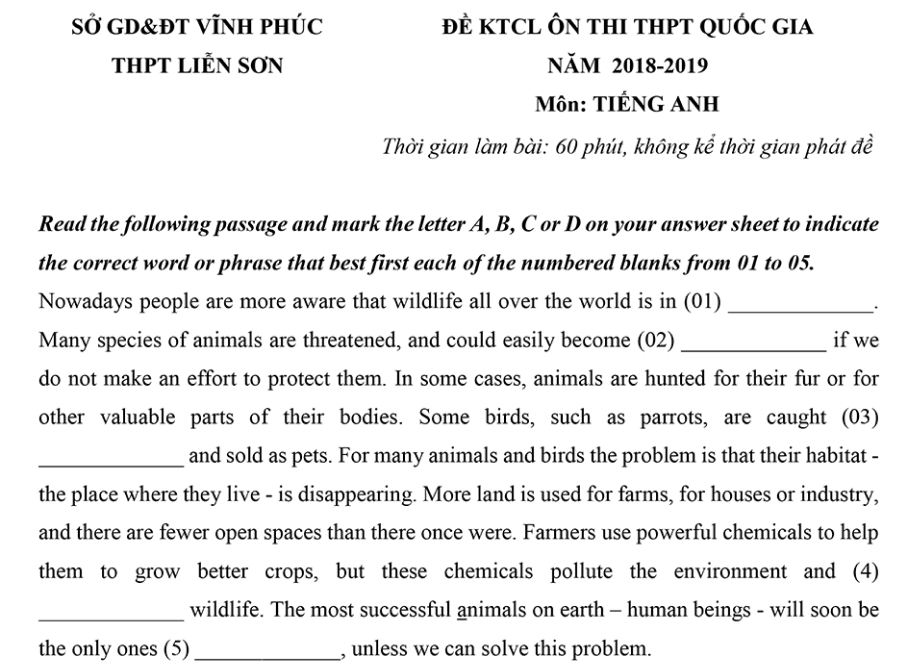 SỞ GD&ĐT VĨNH PHÚC
THPT LIỄN SƠN
ĐỀ KTCL ÔN THI THPT QUỐC GIA
NĂM 2018-2019
Môn: TIẾNG ANH
Thời gian làm bài: 60 phút, không kể thời gian phát đề
Read the following passage and mark the letter A, B, C or D on your answer sheet to indicate
the correct word or phrase that best first each of the numbered blanks from 01 to 05.
Nowadays people are more aware that wildlife all over the world is in (01) _____________.
Many species of animals are threatened, and could easily become (02) _____________ if we
do not make an effort to protect them. In some cases, animals are hunted for their fur or for
other valuable parts of their bodies. Some birds, such as parrots, are caught (03)
_____________ and sold as pets. For many animals and birds the problem is that their habitat -
the place where they live - is disappearing. More land is used for farms, for houses or industry,
and there are fewer open spaces than there once were. Farmers use powerful chemicals to help
them to grow better crops, but these chemicals pollute the environment and (4)
_____________ wildlife. The most successful animals on earth – human beings - will soon be
the only ones (5) _____________, unless we can solve this problem.